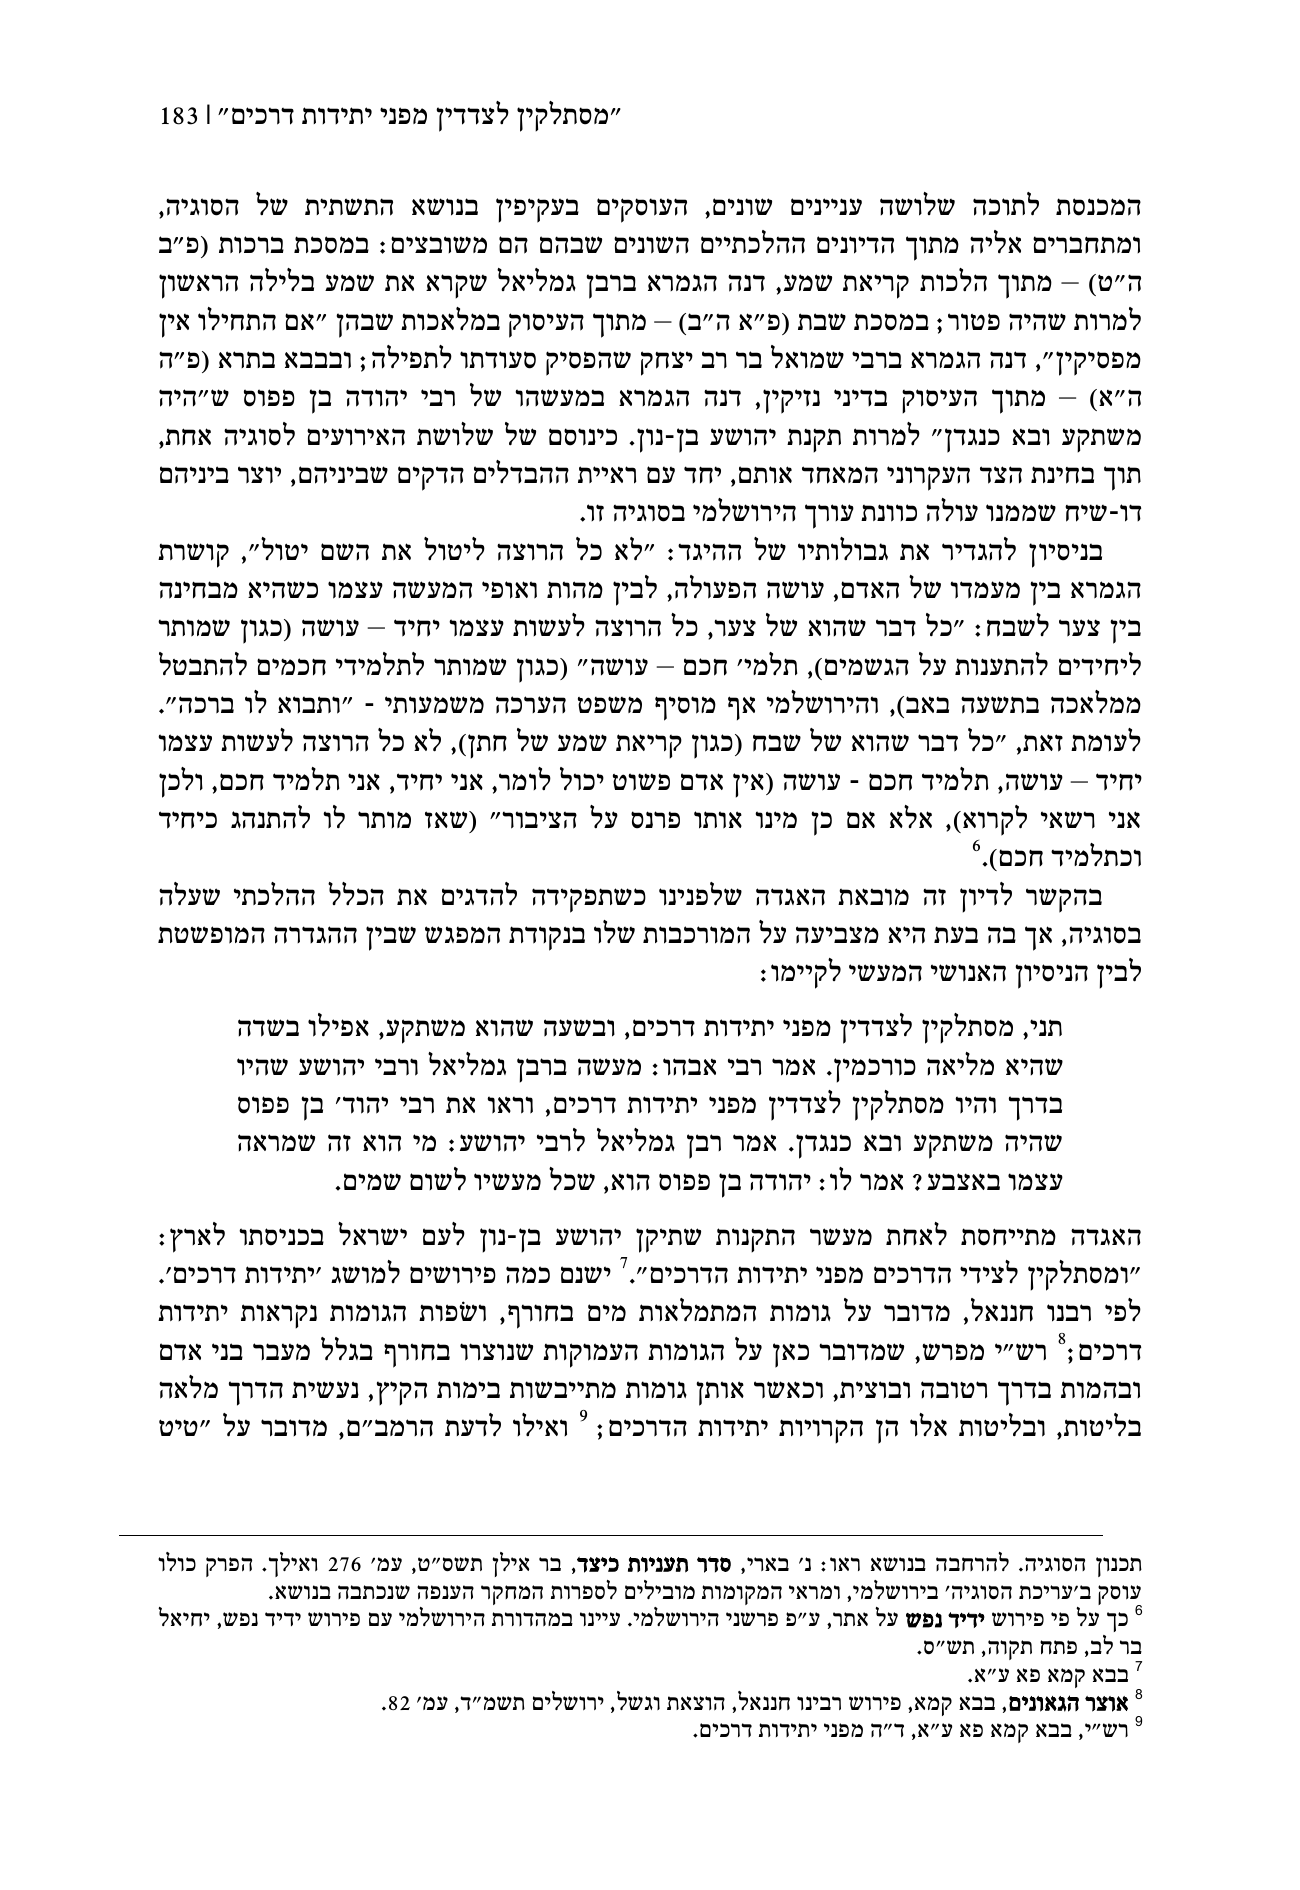 ״מסתלקין לצדדין מפני יתידות דרכים״ | 183
המכנסת לתוכה שלושה עניינים שונים, העוסקים בעקיפין בנושא התשתית של הסוגיה,
ומתחברים אליה מתוך הדיונים ההלכתיים השונים שבהם הם משובצים: במסכת ברכות (פ״ב
ה״ט) – מתוך הלכות קריאת שמע, דנה הגמרא ברבן גמליאל שקרא את שמע בלילה הראשון
למרות שהיה פטור; במסכת שבת (פ״א ה״ב) – מתוך העיסוק במלאכות שבהן ״אם התחילו אין
מפסיקין״, דנה הגמרא ברבי שמואל בר רב יצחק שהפסיק סעודתו לתפילה; ובבבא בתרא (פ״ה
ה״א) – מתוך העיסוק בדיני נזיקין, דנה הגמרא במעשהו של רבי יהודה בן פפוס ש״היה
משתקע ובא כנגדן״ למרות תקנת יהושע בן-נון. כינוסם של שלושת האירועים לסוגיה אחת,
תוך בחינת הצד העקרוני המאחד אותם, יחד עם ראיית ההבדלים הדקים שביניהם, יוצר ביניהם
דו-שיח שממנו עולה כוונת עורך הירושלמי בסוגיה זו.
בניסיון להגדיר את גבולותיו של ההיגד: ״לא כל הרוצה ליטול את השם יטול״, קושרת
הגמרא בין מעמדו של האדם, עושה הפעולה, לבין מהות ואופי המעשה עצמו כשהיא מבחינה
בין צער לשבח: ״כל דבר שהוא של צער, כל הרוצה לעשות עצמו יחיד – עושה (כגון שמותר
ליחידים להתענות על הגשמים), תלמי׳ חכם – עושה״ (כגון שמותר לתלמידי חכמים להתבטל
ממלאכה בתשעה באב), והירושלמי אף מוסיף משפט הערכה משמעותי - ״ותבוא לו ברכה״.
לעומת זאת, ״כל דבר שהוא של שבח (כגון קריאת שמע של חתן), לא כל הרוצה לעשות עצמו
יחיד – עושה, תלמיד חכם - עושה (אין אדם פשוט יכול לומר, אני יחיד, אני תלמיד חכם, ולכן
אני רשאי לקרוא), אלא אם כן מינו אותו פרנס על הציבור״ (שאז מותר לו להתנהג כיחיד
וכתלמיד חכם).6
בהקשר לדיון זה מובאת האגדה שלפנינו כשתפקידה להדגים את הכלל ההלכתי שעלה
בסוגיה, אך בה בעת היא מצביעה על המורכבות שלו בנקודת המפגש שבין ההגדרה המופשטת
לבין הניסיון האנושי המעשי לקיימו:
תני, מסתלקין לצדדין מפני יתידות דרכים, ובשעה שהוא משתקע, אפילו בשדה
שהיא מליאה כורכמין. אמר רבי אבהו: מעשה ברבן גמליאל ורבי יהושע שהיו
בדרך והיו מסתלקין לצדדין מפני יתידות דרכים, וראו את רבי יהוד׳ בן פפוס
שהיה משתקע ובא כנגדן. אמר רבן גמליאל לרבי יהושע: מי הוא זה שמראה
עצמו באצבע? אמר לו: יהודה בן פפוס הוא, שכל מעשיו לשום שמים.
האגדה מתייחסת לאחת מעשר התקנות שתיקן יהושע בן-נון לעם ישראל בכניסתו לארץ:
״ומסתלקין לצידי הדרכים מפני יתידות הדרכים״.7 ישנם כמה פירושים למושג ׳יתידות דרכים׳.
לפי רבנו חננאל, מדובר על גומות המתמלאות מים בחורף, ושׂפות הגומות נקראות יתידות
דרכים;8 רש״י מפרש, שמדובר כאן על הגומות העמוקות שנוצרו בחורף בגלל מעבר בני אדם
ובהמות בדרך רטובה ובוצית, וכאשר אותן גומות מתייבשות בימות הקיץ, נעשית הדרך מלאה
בליטות, ובליטות אלו הן הקרויות יתידות הדרכים;9 ואילו לדעת הרמב״ם, מדובר על ״טיט
תכנון הסוגיה. להרחבה בנושא ראו: נ׳ בארי, סדר תעניות כיצד, בר אילן תשס״ט, עמ׳ 276 ואילך. הפרק כולו
עוסק ב׳עריכת הסוגיה׳ בירושלמי, ומראי המקומות מובילים לספרות המחקר הענפה שנכתבה בנושא.
6 כך על פי פירוש ידיד נפש על אתר, ע״פ פרשני הירושלמי. עיינו במהדורת הירושלמי עם פירוש ידיד נפש, יחיאל
בר לב, פתח תקוה, תש״ס.
7 בבא קמא פא ע״א.
8 אוצר הגאונים, בבא קמא, פירוש רבינו חננאל, הוצאת וגשל, ירושלים תשמ״ד, עמ׳ 82.
9 רש״י, בבא קמא פא ע״א, ד״ה מפני יתידות דרכים.